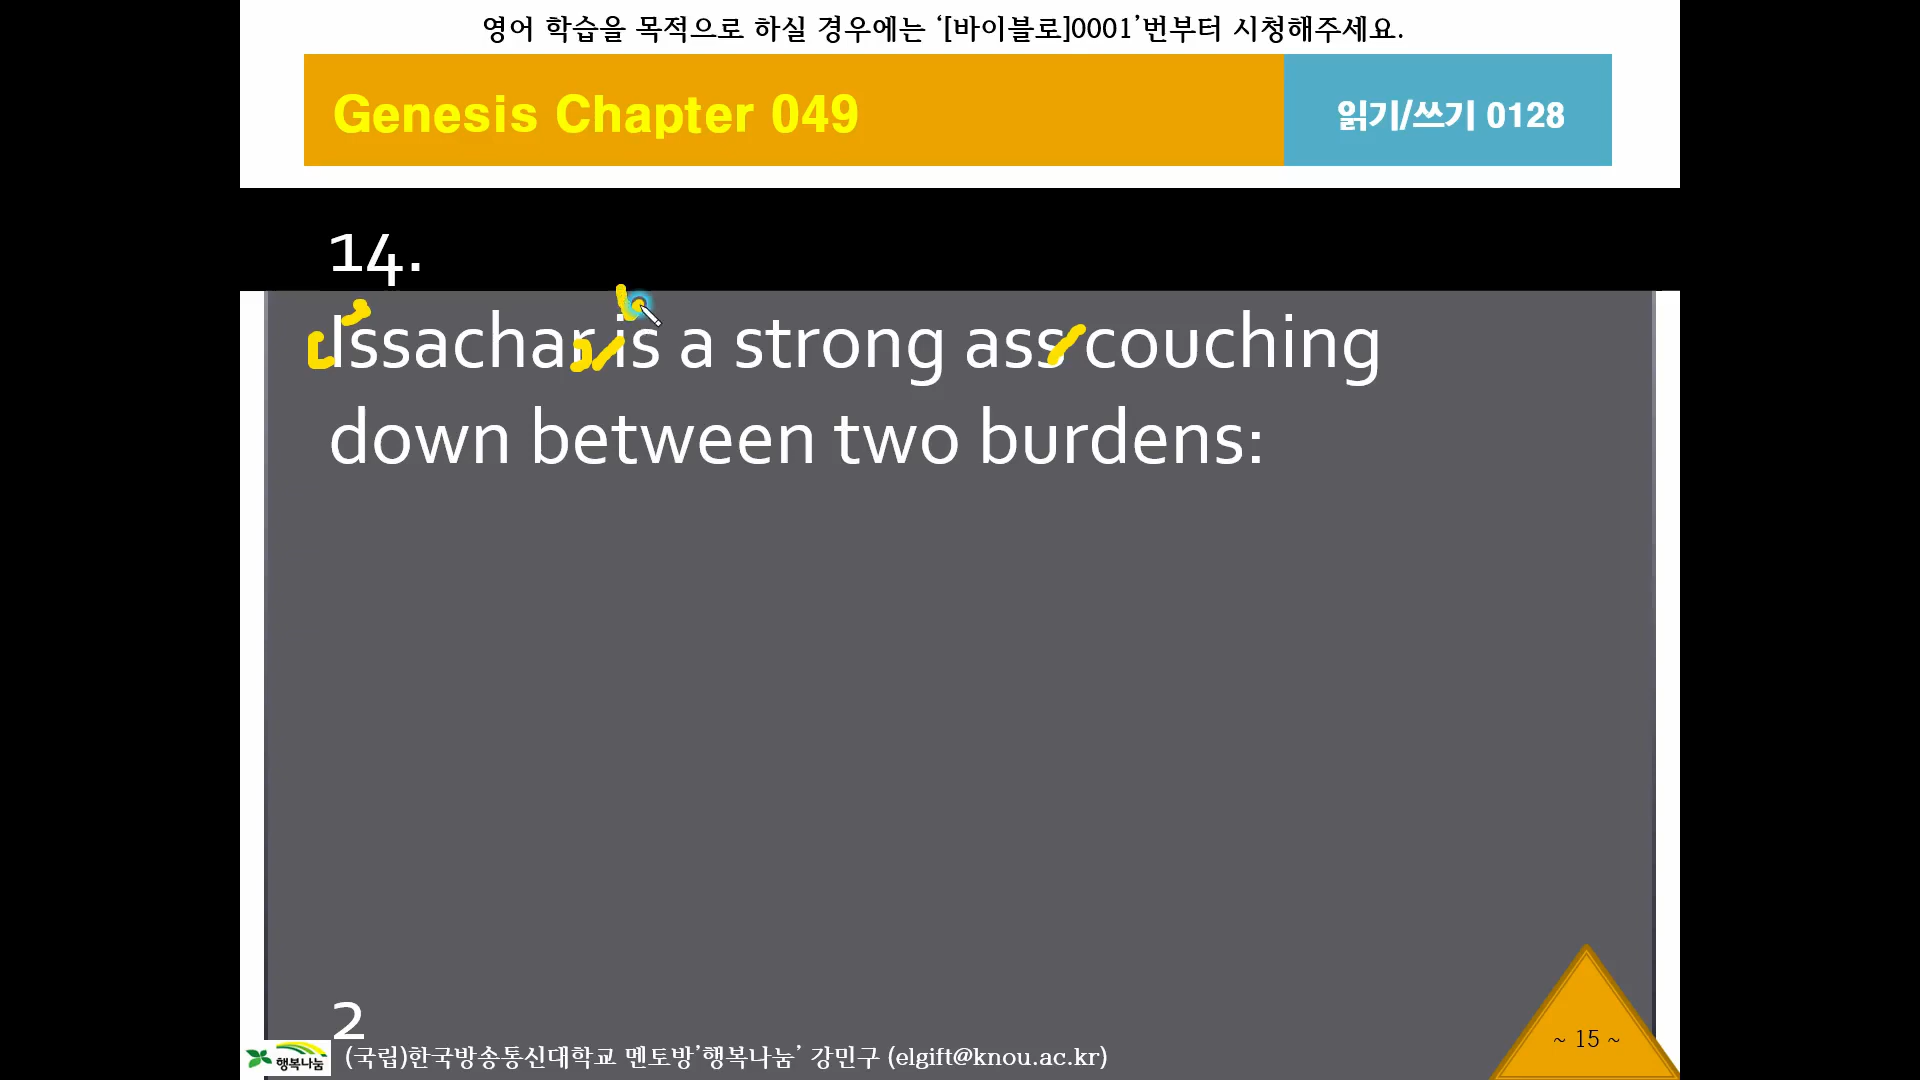 영어 학습을 목적으로 하실 경우에는 ‘[바이블로]0001’번부터 시청해주세요.
Genesis Chapter 049
읽기/쓰기 0128
14.
Issachar is a strong ass couching
down between two burdens:
2
~ 15 ~
행복나눔
(국립)한국방송통신대학교 멘토방’행복나눔’ 강민구 (elgift@knou.ac.kr)